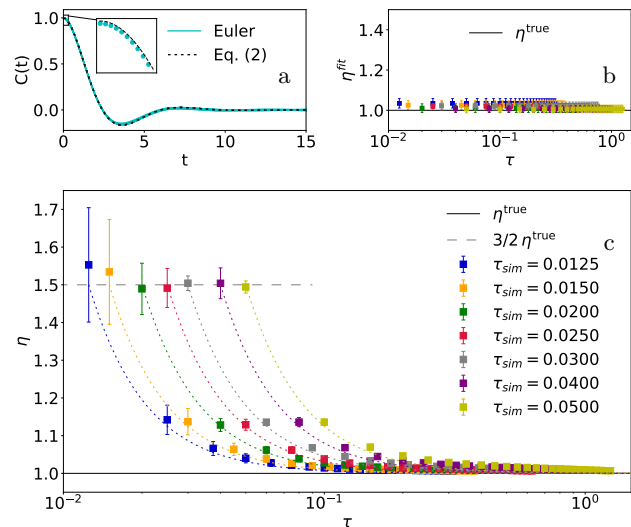 1.0
0.5
0.0
C(t)
Euler
Eq. (2)
a
0
5
10
15
t
1.4
1.2
1.0
η^fit
η^true
b
10^−2
10^−1
10^0
τ
1.7
1.6
1.5
1.4
1.3
1.2
1.1
1.0
η
η^true
3/2 η^true
c
τ_sim = 0.0125
τ_sim = 0.0150
τ_sim = 0.0200
τ_sim = 0.0250
τ_sim = 0.0300
τ_sim = 0.0400
τ_sim = 0.0500
10^−2
10^−1
10^0
τ